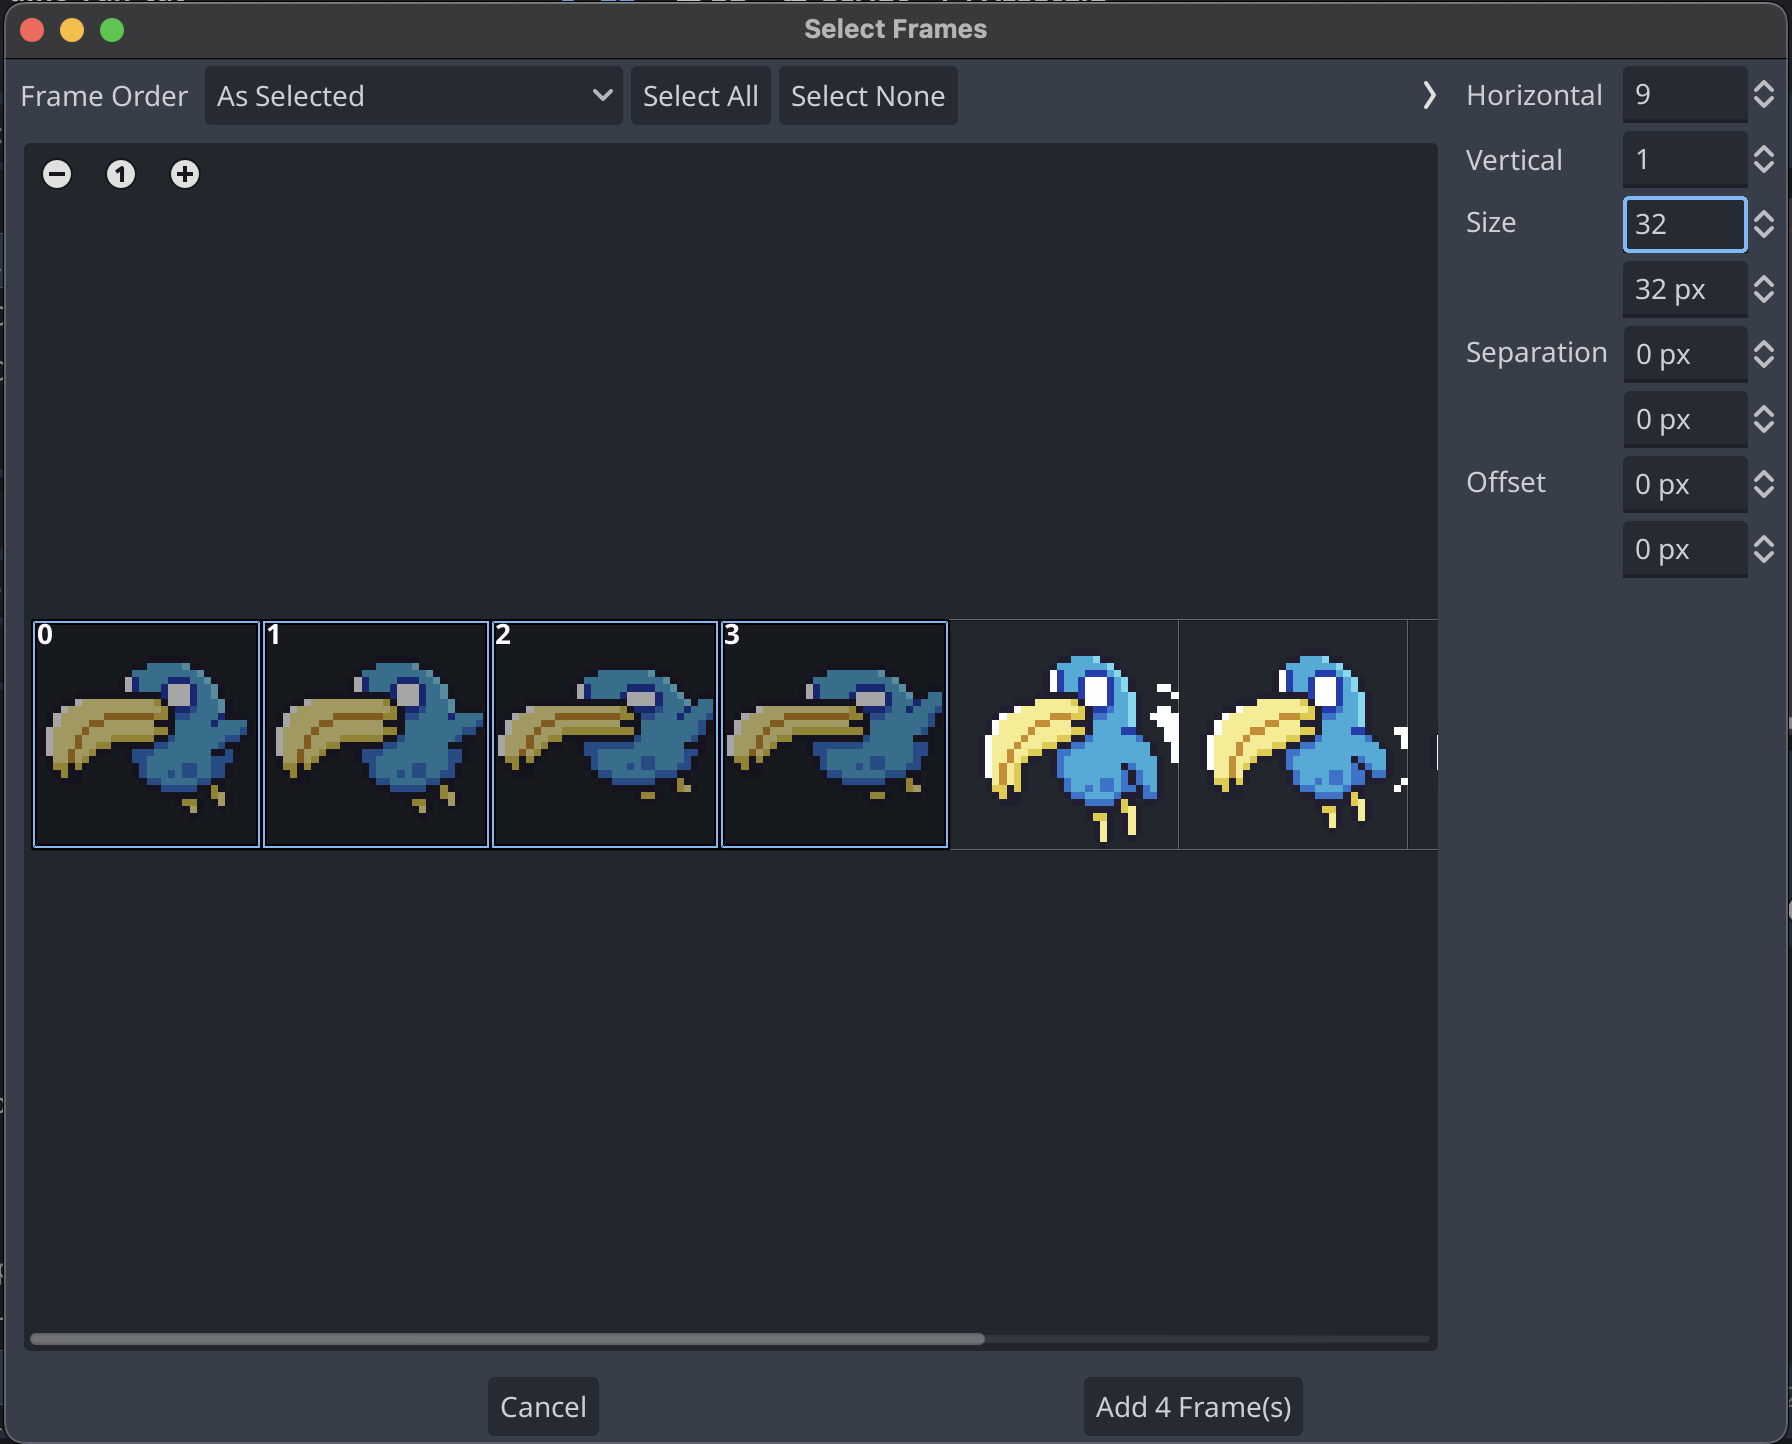 Select Frames
Frame Order As Selected Select All Select None
Horizontal 9
Vertical 1
Size 32
32 px
Separation 0 px
0 px
Offset 0 px
0 px
1
0 1 2 3
Cancel Add 4 Frame(s)